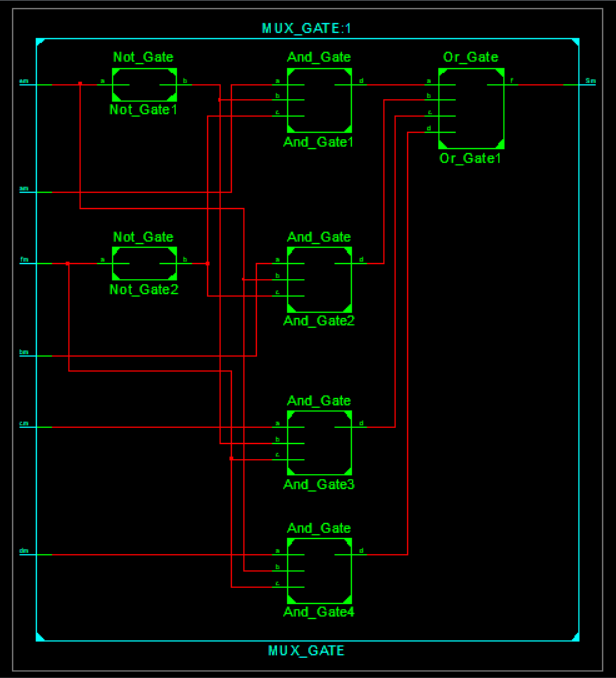 MUX_GATE:1
Not_Gate
And_Gate
Or_Gate
em
a
b
a
b
c
d
a
b
c
d
f
Sm
Not_Gate1
And_Gate1
Or_Gate1
am
Not_Gate
And_Gate
fm
a
b
a
b
c
d
Not_Gate2
And_Gate2
bm
And_Gate
cm
a
b
c
d
And_Gate3
And_Gate
dm
a
b
c
d
And_Gate4
MUX_GATE